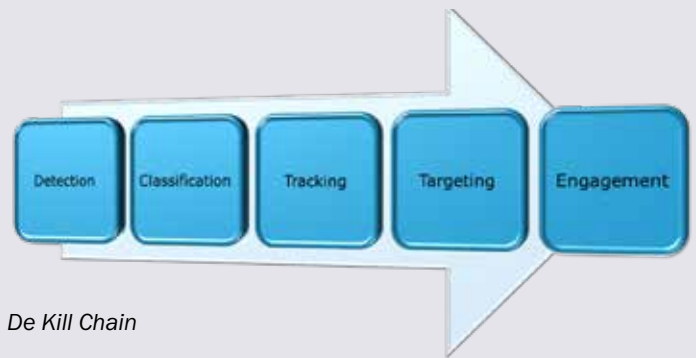 Detection Classification Tracking Targeting Engagement
De Kill Chain